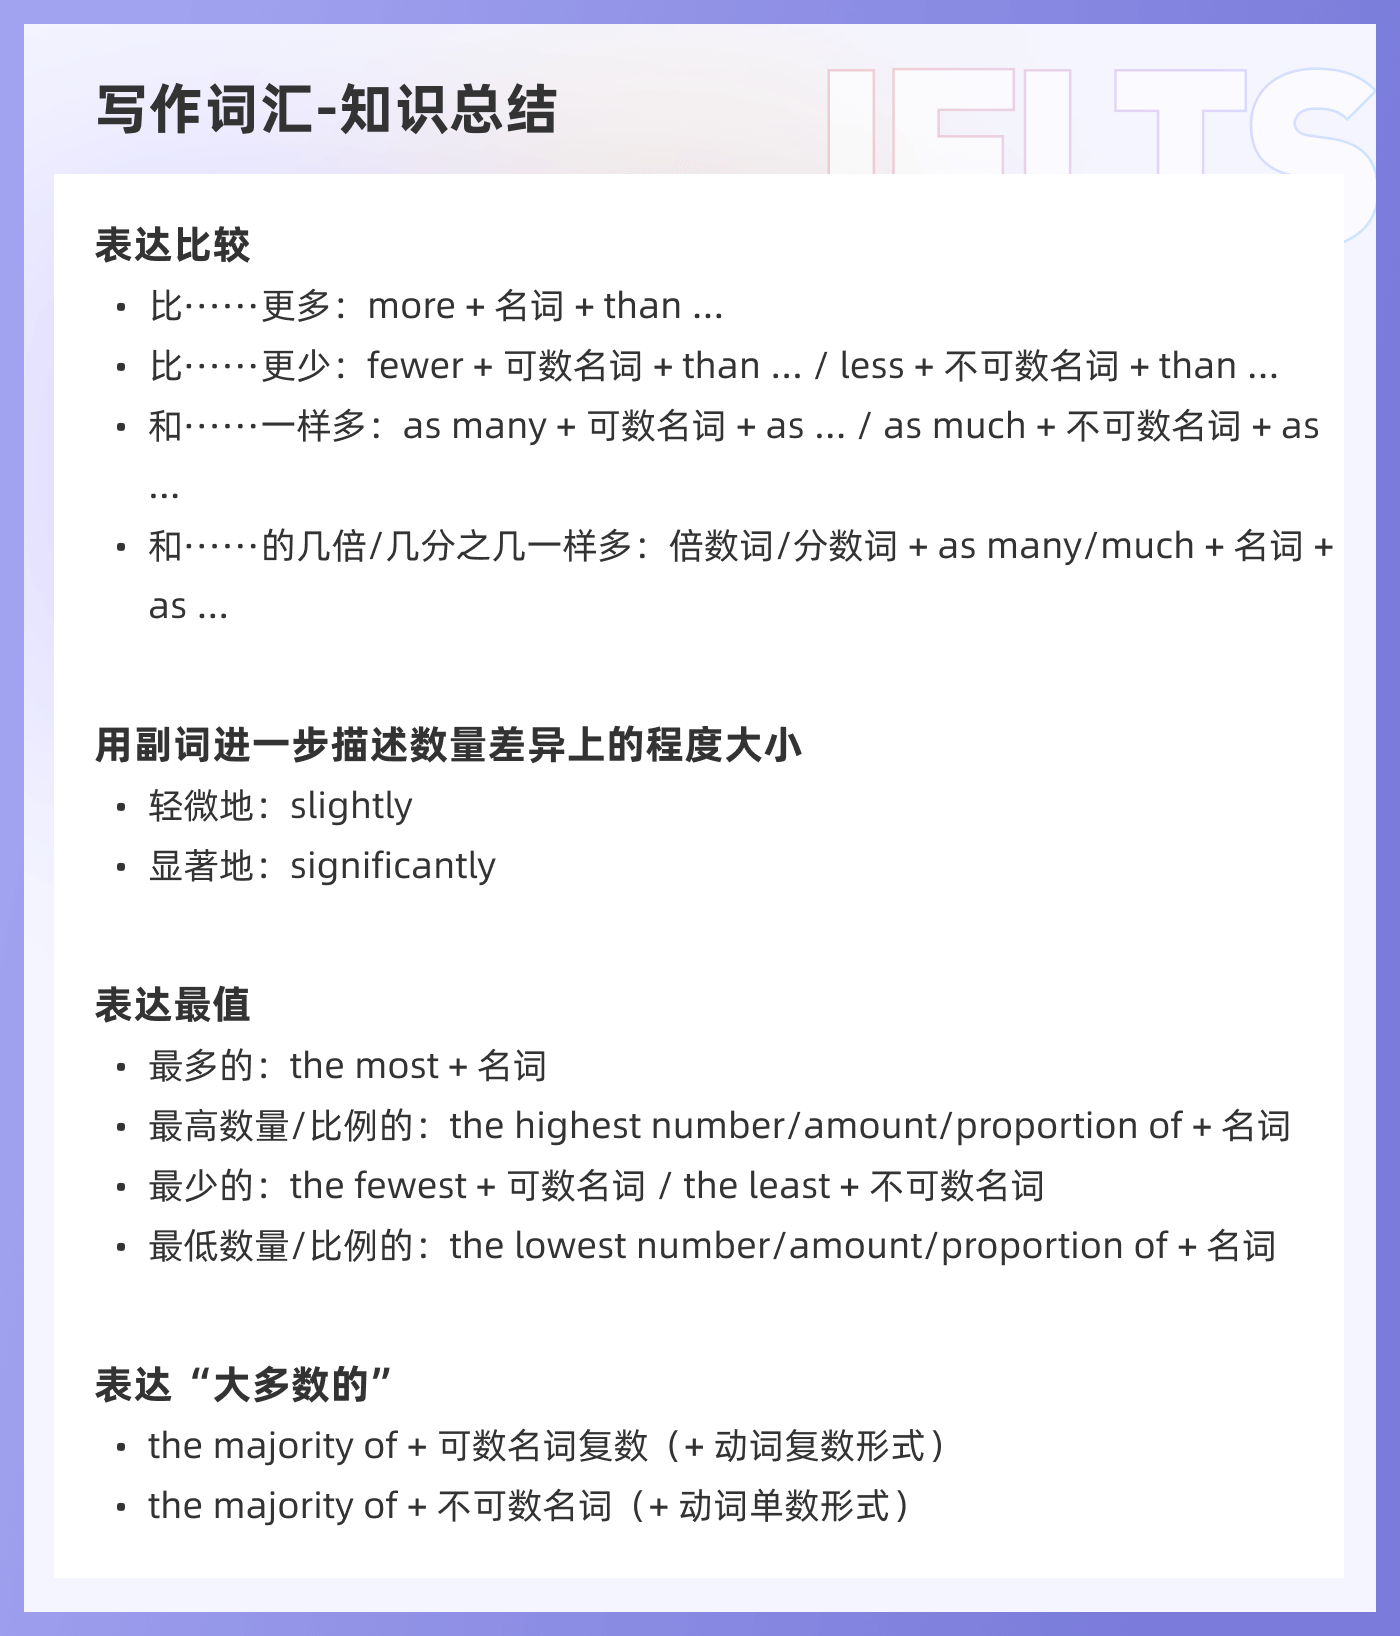 IELTS
写作词汇-知识总结
表达比较
• 比……更多：more + 名词 + than ...
• 比……更少：fewer + 可数名词 + than ... / less + 不可数名词 + than ...
• 和……一样多：as many + 可数名词 + as ... / as much + 不可数名词 + as
...
• 和……的几倍/几分之几一样多：倍数词/分数词 + as many/much + 名词 +
as ...
用副词进一步描述数量差异上的程度大小
• 轻微地：slightly
• 显著地：significantly
表达最值
• 最多的：the most + 名词
• 最高数量/比例的：the highest number/amount/proportion of + 名词
• 最少的：the fewest + 可数名词 / the least + 不可数名词
• 最低数量/比例的：the lowest number/amount/proportion of + 名词
表达“大多数的”
• the majority of + 可数名词复数（+ 动词复数形式）
• the majority of + 不可数名词（+ 动词单数形式）